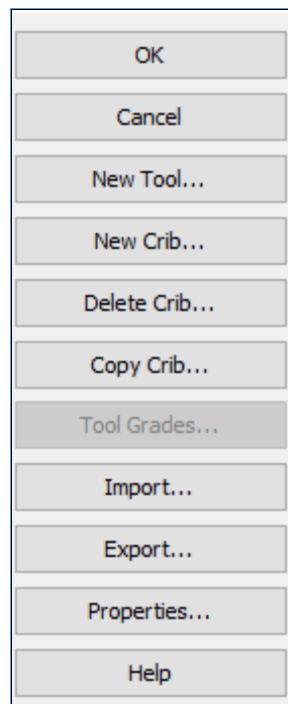 OK
Cancel
New Tool...
New Crib...
Delete Crib...
Copy Crib...
Tool Grades...
Import...
Export...
Properties...
Help